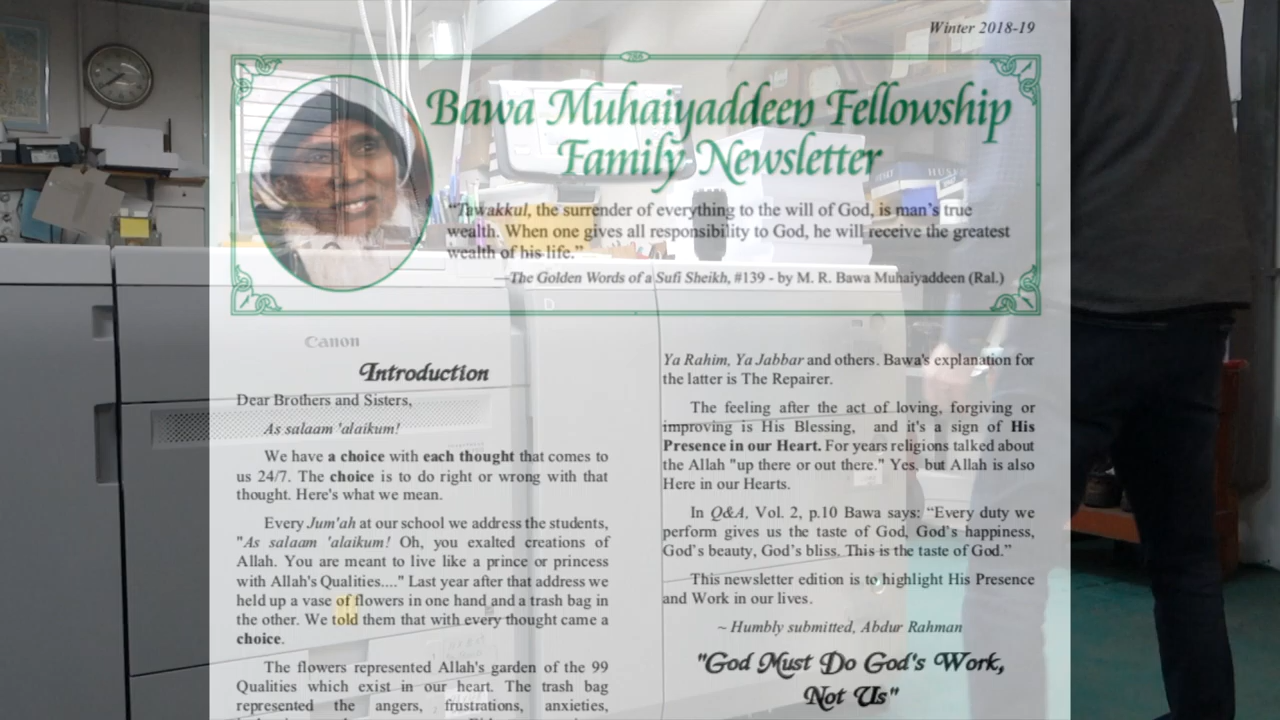 Winter 2018-19
Bawa Muhaiyaddeen Fellowship
Family Newsletter
“Tawakkul, the surrender of everything to the will of God, is man’s true
wealth. When one gives all responsibility to God, he will receive the greatest
wealth of his life.”
—The Golden Words of a Sufi Sheikh, #139 - by M. R. Bawa Muhaiyaddeen (Ral.)
Canon
Introduction
Dear Brothers and Sisters,
As salaam 'alaikum!
We have a choice with each thought that comes to
us 24/7. The choice is to do right or wrong with that
thought. Here's what we mean.
Every Jum'ah at our school we address the students,
"As salaam 'alaikum! Oh, you exalted creations of
Allah. You are meant to live like a prince or princess
with Allah's Qualities...." Last year after that address we
held up a vase of flowers in one hand and a trash bag in
the other. We told them that with every thought came a
choice.
The flowers represented Allah's garden of the 99
Qualities which exist in our heart. The trash bag
represented the angers, frustrations, anxieties,
Ya Rahim, Ya Jabbar and others. Bawa's explanation for
the latter is The Repairer.
The feeling after the act of loving, forgiving or
improving is His Blessing, and it's a sign of His
Presence in our Heart. For years religions talked about
the Allah "up there or out there." Yes, but Allah is also
Here in our Hearts.
In Q&A, Vol. 2, p.10 Bawa says: “Every duty we
perform gives us the taste of God, God’s happiness,
God’s beauty, God’s bliss. This is the taste of God.”
This newsletter edition is to highlight His Presence
and Work in our lives.
~ Humbly submitted, Abdur Rahman
"God Must Do God's Work,
Not Us"